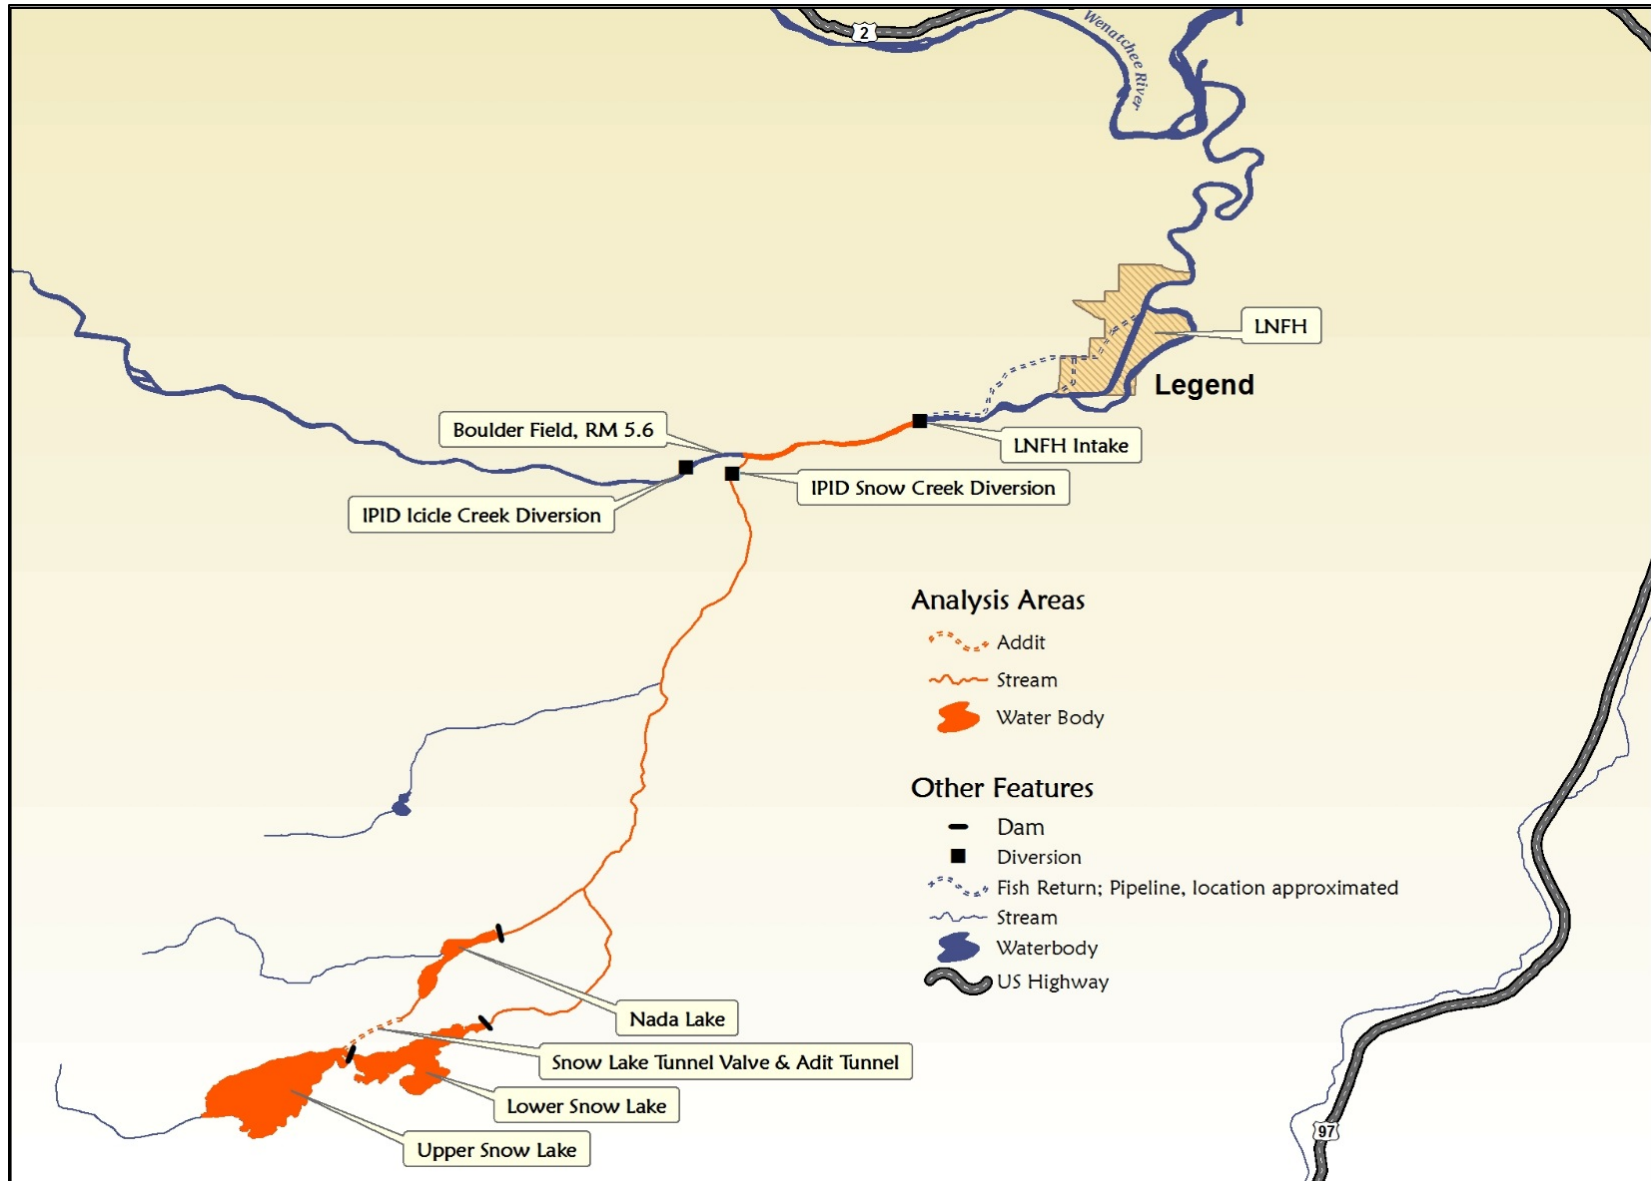 2
Wenatchee River
LNFH
Legend
Boulder Field, RM 5.6
LNFH Intake
IPID Snow Creek Diversion
IPID Icicle Creek Diversion
Analysis Areas
Addit
Stream
Water Body
Other Features
Dam
Diversion
Fish Return; Pipeline, location approximated
Stream
Waterbody
US Highway
Nada Lake
Snow Lake Tunnel Valve & Adit Tunnel
Lower Snow Lake
Upper Snow Lake
97